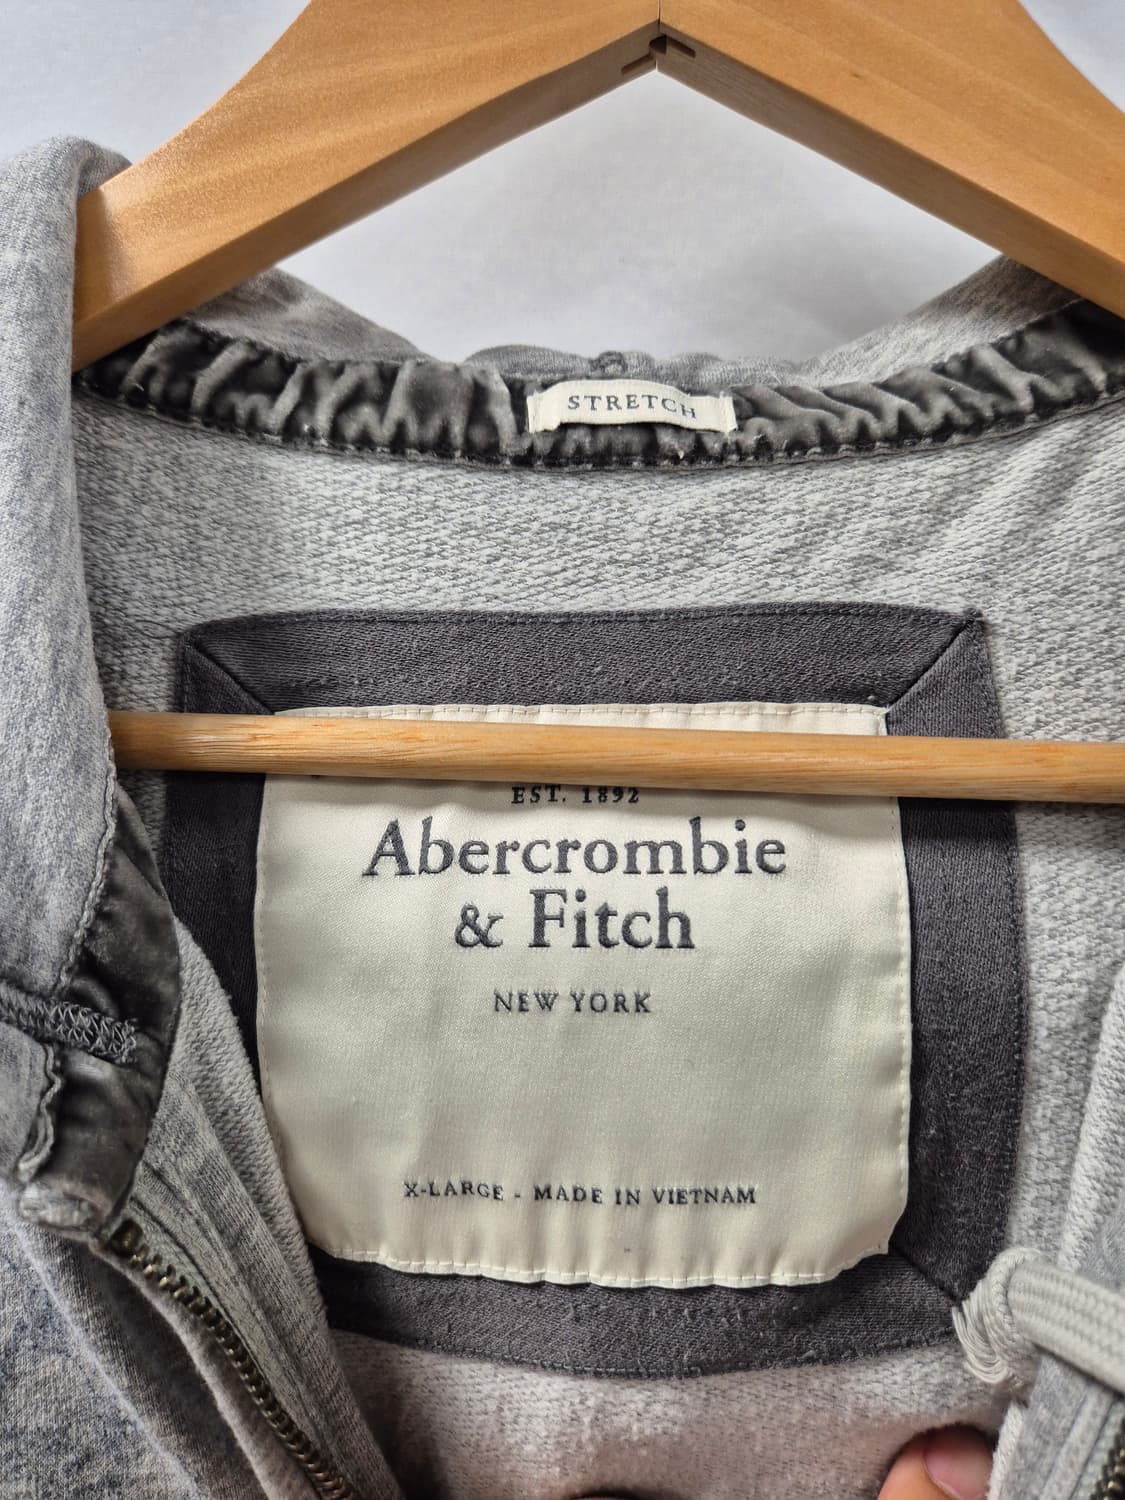 STRETCH
EST. 1892
Abercrombie
& Fitch
NEW YORK
X-LARGE - MADE IN VIETNAM